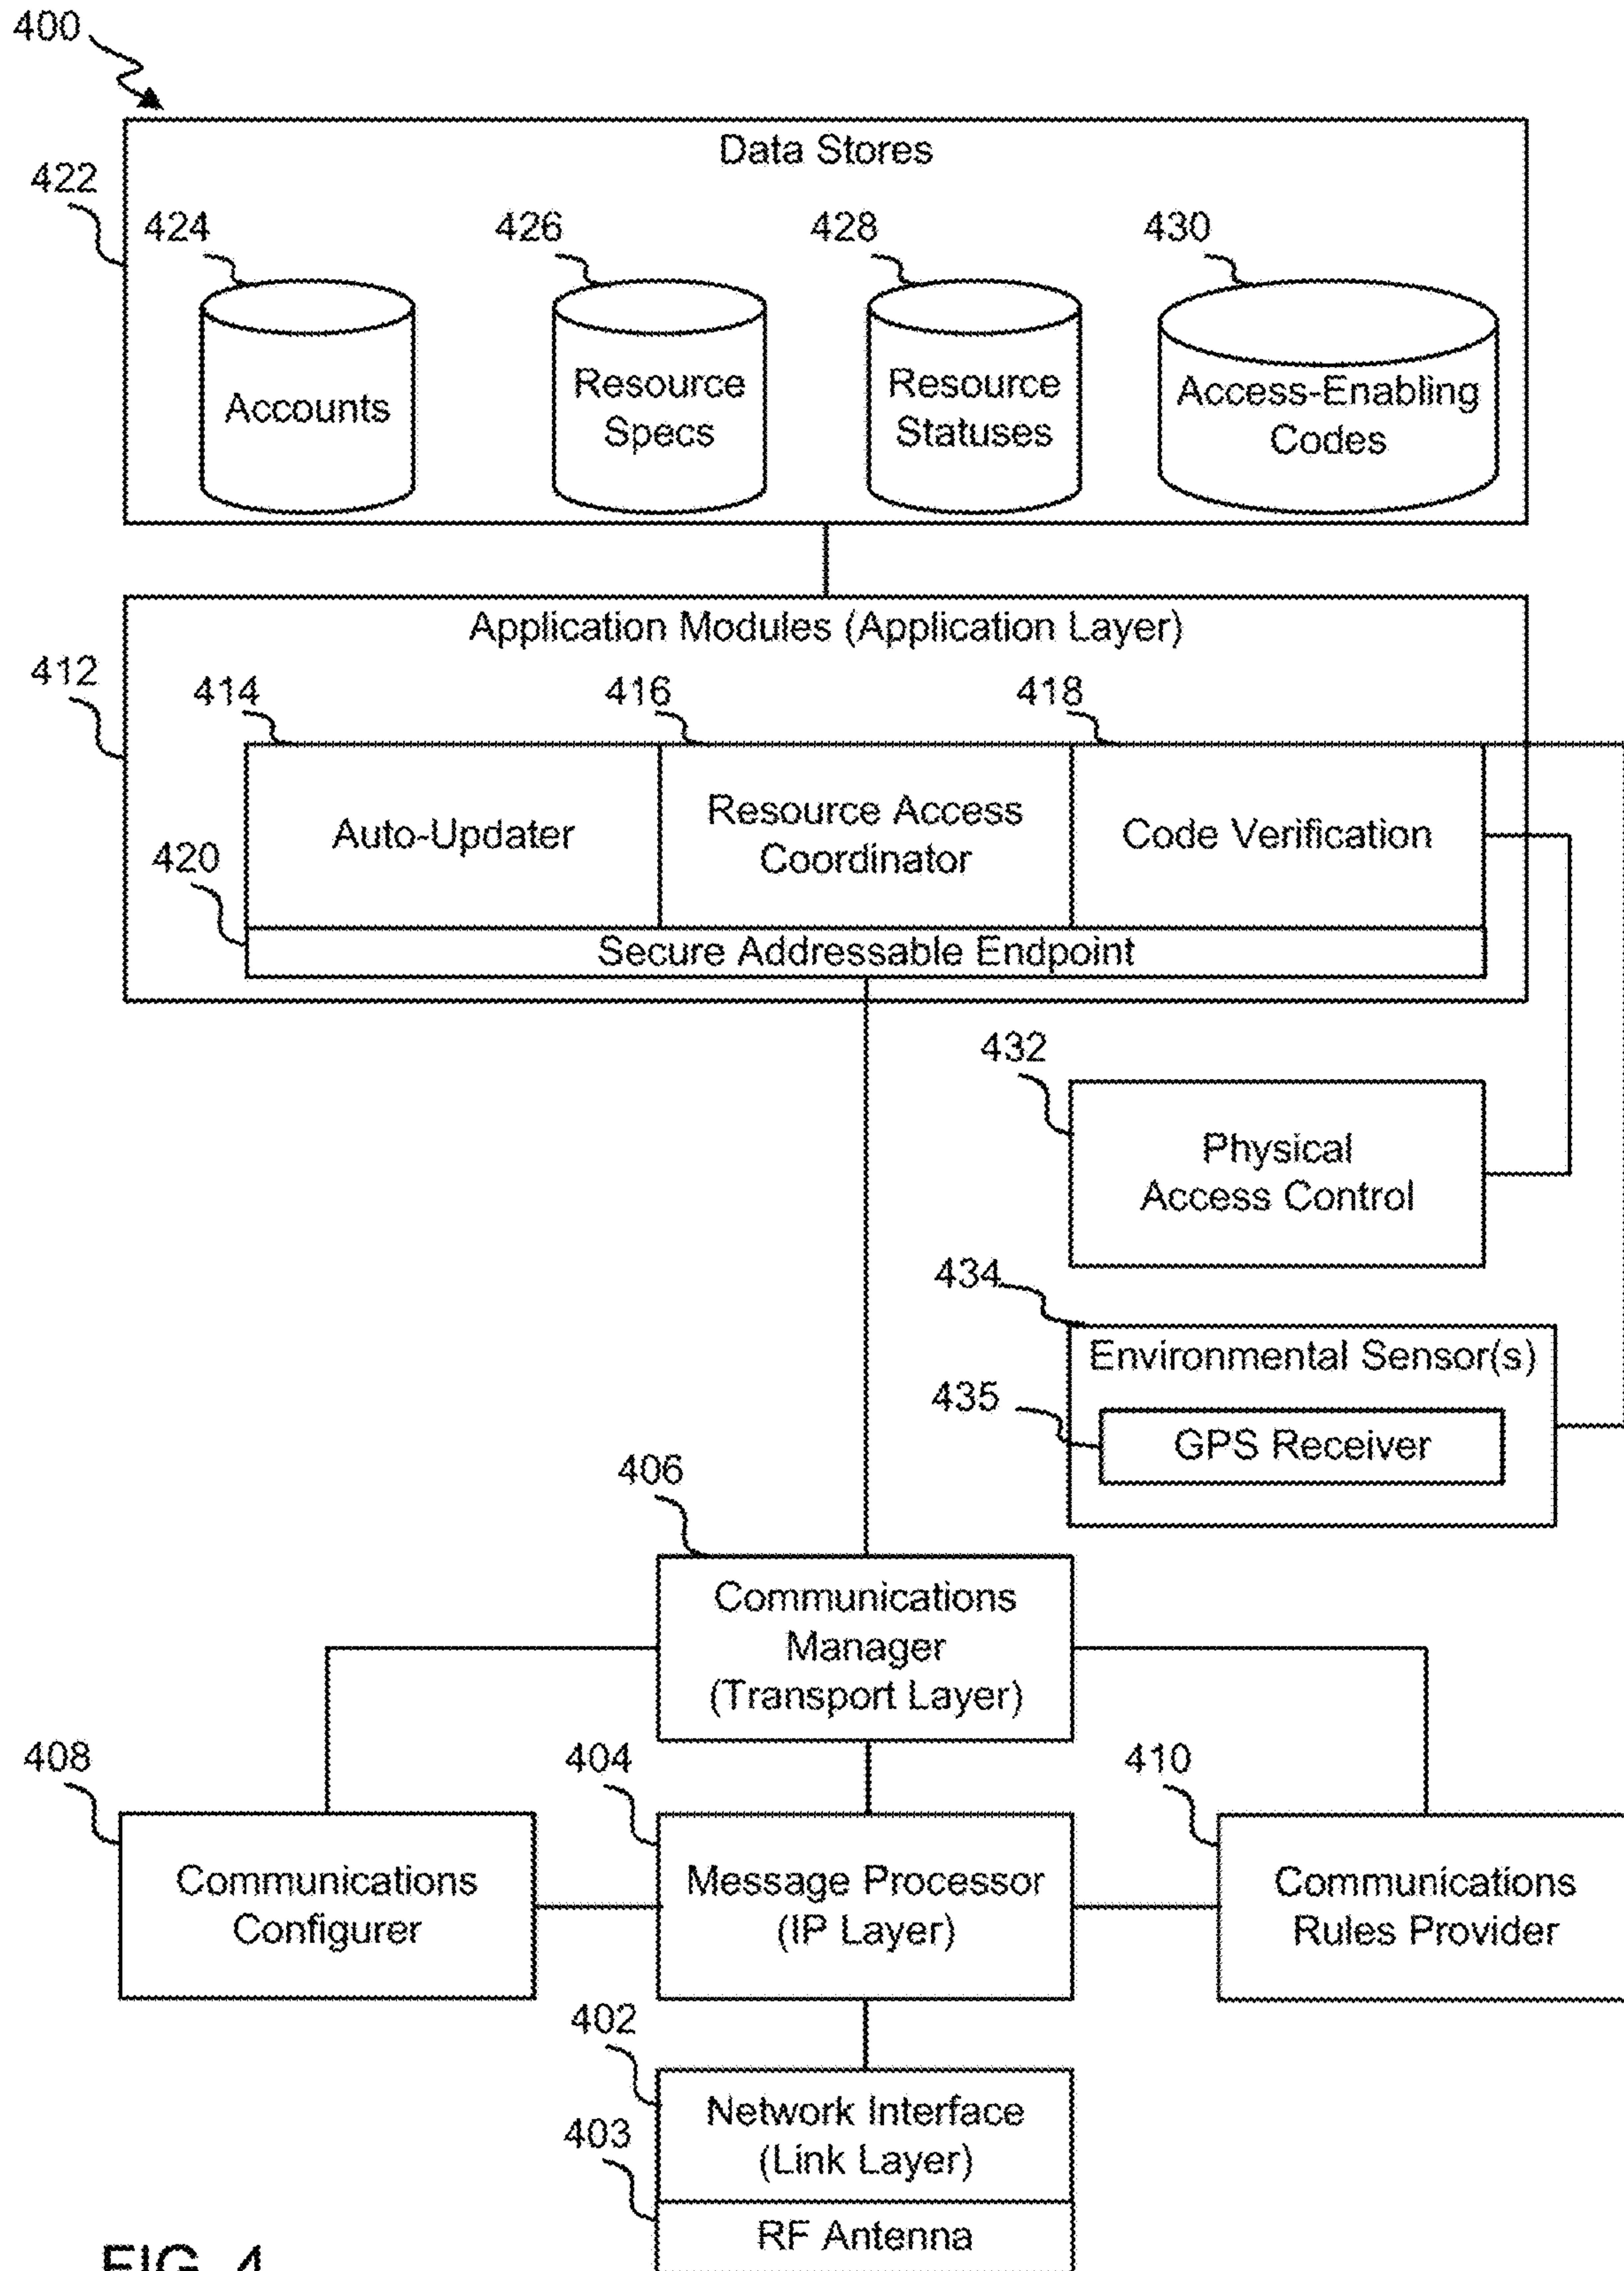 400
Data Stores
422
424
426
428
430
Accounts
Resource
Specs
Resource
Statuses
Access-Enabling
Codes
Application Modules (Application Layer)
412
414
416
418
Auto-Updater
Resource Access
Coordinator
Code Verification
420
Secure Addressable Endpoint
432
Physical
Access Control
434
Environmental Sensor(s)
435
GPS Receiver
406
Communications
Manager
(Transport Layer)
408
404
410
Communications
Configurer
Message Processor
(IP Layer)
Communications
Rules Provider
402
Network Interface
(Link Layer)
403
RF Antenna
FIG. 4